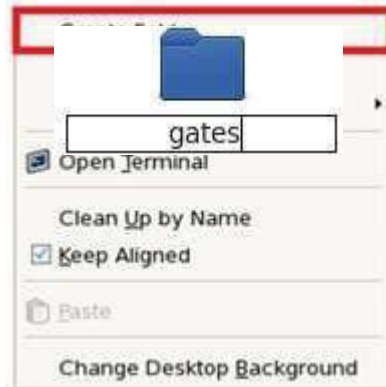 gates
Open Terminal
Clean Up by Name
Keep Aligned
Paste
Change Desktop Background